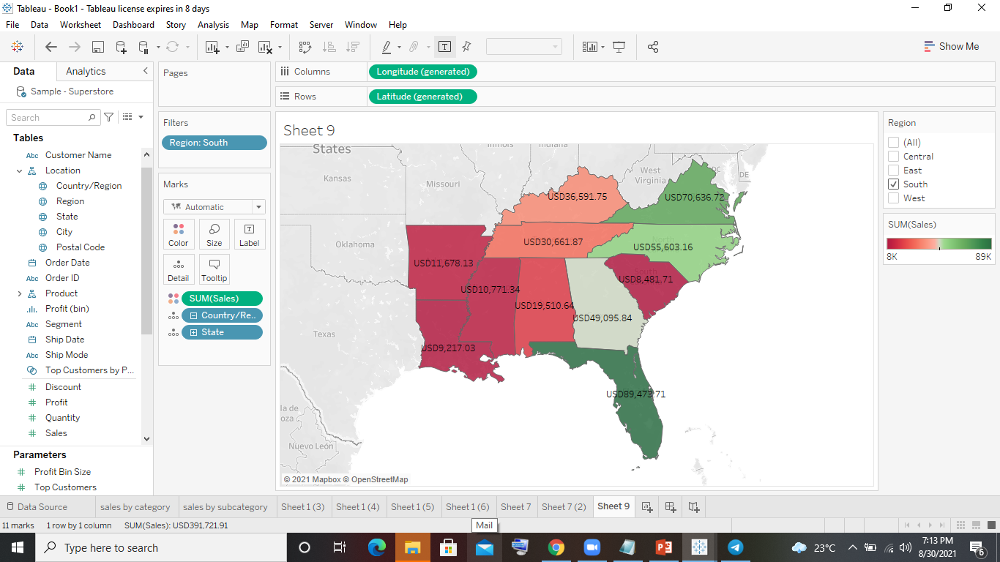 Tableau - Book1 - Tableau license expires in 8 days
File Data Worksheet Dashboard Story Analysis Map Format Server Window Help
Show Me
Data Analytics
Sample - Superstore
Search
Tables
Abc Customer Name
Location
Country/Region
Region
State
City
Postal Code
Order Date
Abc Order ID
Product
Profit (bin)
Abc Segment
Ship Date
Abc Ship Mode
Top Customers by P...
Discount
Profit
Quantity
Sales
Parameters
Profit Bin Size
Top Customers
Pages
Filters
Region: South
Marks
Automatic
Color Size Label
Detail Tooltip
SUM(Sales)
Country/Re..
State
Columns Longitude (generated)
Rows Latitude (generated)
Sheet 9
States
Illinois Indiana
Kansas
Missouri
West
Virginia
DC
DE
Oklahoma
Texas
la de
oza
Nuevo León
North
South
USD36,591.75
USD70,636.72
USD30,661.87
USD55,603.16
USD11,678.13
USD8,481.71
USD10,771.34
USD19,510.64
USD49,095.84
USD9,217.03
USD89,473.71
© 2021 Mapbox © OpenStreetMap
Region
(All)
Central
East
South
West
SUM(Sales)
8K 89K
Data Source sales by category sales by subcategory Sheet 1 (3) Sheet 1 (4) Sheet 1 (5) Sheet 1 (6) Sheet 7 Sheet 7 (2) Sheet 9
11 marks 1 row by 1 column SUM(Sales): USD391,721.91
Mail
Type here to search
23°C
7:13 PM
8/30/2021
6